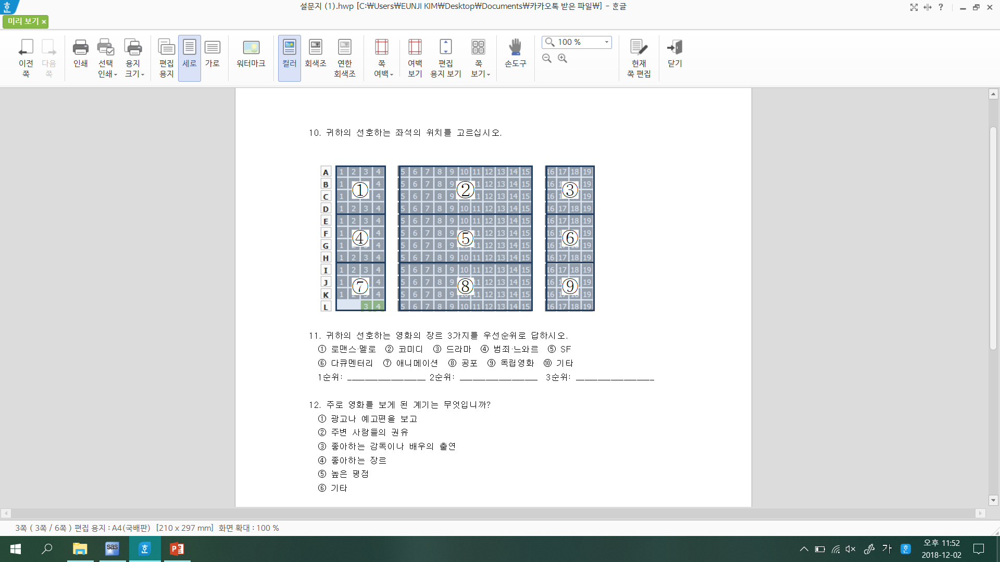 설문지 (1).hwp [C:\Users\EUNJI KIM\Desktop\Documents\카카오톡 받은 파일\] - 한글
미리 보기 ×
이전 쪽
다음 쪽
인쇄
선택 인쇄
용지 크기
편집 용지
세로
가로
워터마크
컬러
회색조
연한 회색조
쪽 여백
여백 보기
편집 용지 보기
쪽 보기
손도구
100 %
현재 쪽 편집
닫기
10. 귀하의 선호하는 좌석의 위치를 고르십시오.
A 1 2 3 4 5 6 7 8 9 10 11 12 13 14 15 16 17 18 19
B 1 4 5 6 7 8 9 11 12 13 14 15 16 19
① ② ③
C 1 4 5 6 7 8 9 11 12 13 14 15 16 19
D 1 2 3 4 5 6 7 8 9 10 11 12 13 14 15 16 17 18 19
E 1 2 3 4 5 6 7 8 9 10 11 12 13 14 15 16 17 18 19
F 1 4 5 6 7 8 9 11 12 13 14 15 16 19
④ ⑤ ⑥
G 1 4 5 6 7 8 9 11 12 13 14 15 16 19
H 1 2 3 4 5 6 7 8 9 10 11 12 13 14 15 16 17 18 19
I 1 2 3 4 5 6 7 8 9 10 11 12 13 14 15 16 17 18 19
J 1 4 5 6 7 8 9 11 12 13 14 15 16 19
⑦ ⑧ ⑨
K 1 2 3 4 5 6 7 8 9 10 11 12 13 14 15 16 17 18 19
L 3 4 5 6 7 8 9 10 11 12 13 14 15 16 17 18 19
11. 귀하의 선호하는 영화의 장르 3가지를 우선순위로 답하시오.
① 로맨스·멜로 ② 코미디 ③ 드라마 ④ 범죄·느와르 ⑤ SF
⑥ 다큐멘터리 ⑦ 애니메이션 ⑧ 공포 ⑨ 독립영화 ⑩ 기타
1순위: __________________ 2순위: __________________ 3순위: __________________
12. 주로 영화를 보게 된 계기는 무엇입니까?
① 광고나 예고편을 보고
② 주변 사람들의 권유
③ 좋아하는 감독이나 배우의 출연
④ 좋아하는 장르
⑤ 높은 평점
⑥ 기타
3쪽 ( 3쪽 / 6쪽 ) 편집 용지 : A4(국배판) [210 x 297 mm] 화면 확대 : 100 %
sas
가
오후 11:52
2018-12-02